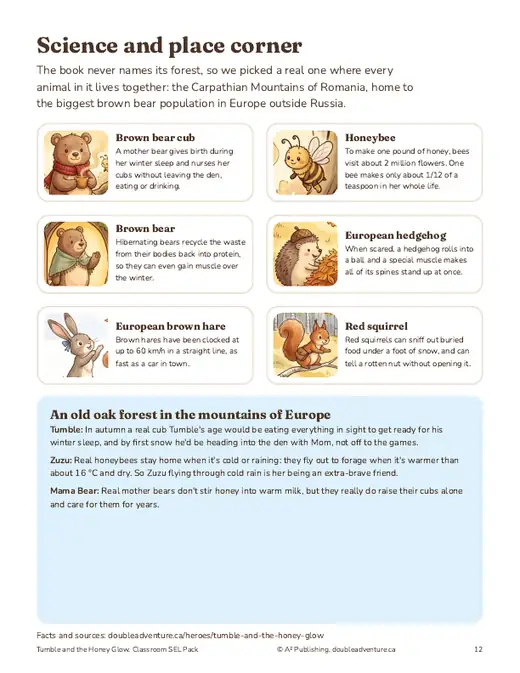 Science and place corner
The book never names its forest, so we picked a real one where every
animal in it lives together: the Carpathian Mountains of Romania, home to
the biggest brown bear population in Europe outside Russia.
Brown bear cub
A mother bear gives birth during
her winter sleep and nurses her
cubs without leaving the den,
eating or drinking.
Honeybee
To make one pound of honey, bees
visit about 2 million flowers. One
bee makes only about 1/12 of a
teaspoon in her whole life.
Brown bear
Hibernating bears recycle the waste
from their bodies back into protein,
so they can even gain muscle over
the winter.
European hedgehog
When scared, a hedgehog rolls into
a ball and a special muscle makes
all of its spines stand up at once.
European brown hare
Brown hares have been clocked at
up to 60 km/h in a straight line, as
fast as a car in town.
Red squirrel
Red squirrels can sniff out buried
food under a foot of snow, and can
tell a rotten nut without opening it.
An old oak forest in the mountains of Europe
Tumble: In autumn a real cub Tumble's age would be eating everything in sight to get ready for his
winter sleep, and by first snow he'd be heading into the den with Mom, not off to the games.
Zuzu: Real honeybees stay home when it's cold or raining: they fly out to forage when it's warmer than
about 16 °C and dry. So Zuzu flying through cold rain is her being an extra-brave friend.
Mama Bear: Real mother bears don't stir honey into warm milk, but they really do raise their cubs alone
and care for them for years.
Facts and sources: doubleadventure.ca/heroes/tumble-and-the-honey-glow
Tumble and the Honey Glow. Classroom SEL Pack
© A² Publishing, doubleadventure.ca
12